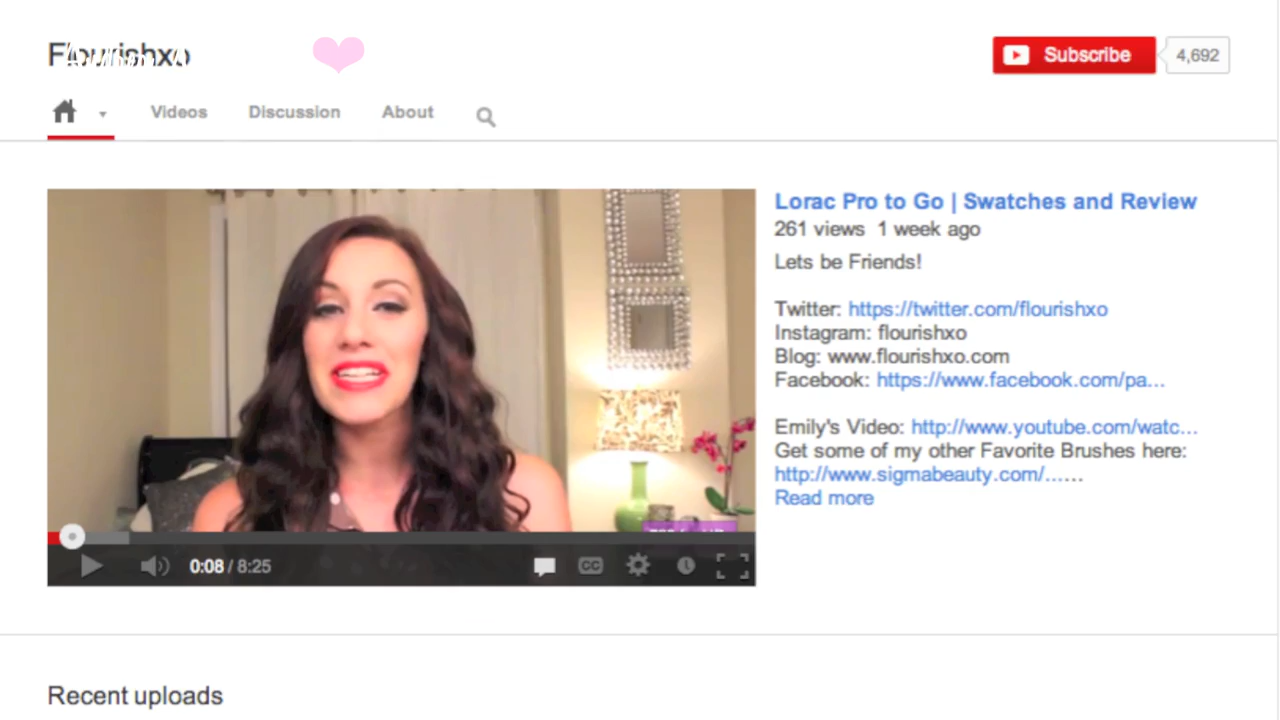 Flourishxo
Subscribe
4,692
Videos
Discussion
About
Lorac Pro to Go | Swatches and Review
261 views 1 week ago
Lets be Friends!
Twitter: https://twitter.com/flourishxo
Instagram: flourishxo
Blog: www.flourishxo.com
Facebook: https://www.facebook.com/pa...
Emily's Video: http://www.youtube.com/watc...
Get some of my other Favorite Brushes here:
http://www.sigmabeauty.com/......
Read more
0:08 / 8:25
CC
Recent uploads